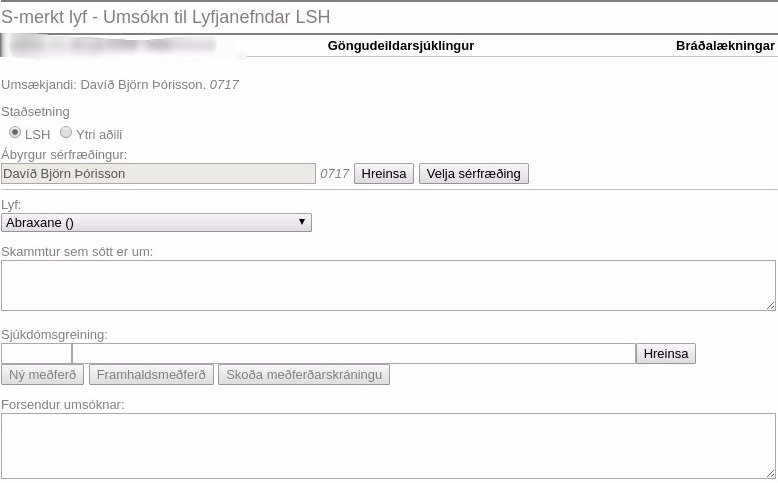 S-merkt lyf - Umsókn til Lyfjanefndar LSH
Göngudeildarsjúklingur Bráðalækningar
Umsækjandi: Davíð Björn Þórisson. 0717
Staðsetning
LSH Ytri aðili
Ábyrgur sérfræðingur:
Davíð Björn Þórisson 0717 Hreinsa Velja sérfræðing
Lyf:
Abraxane ()
Skammtur sem sótt er um:
Sjúkdómsgreining:
Hreinsa
Ný meðferð Framhaldsmeðferð Skoða meðferðarskráningu
Forsendur umsóknar: